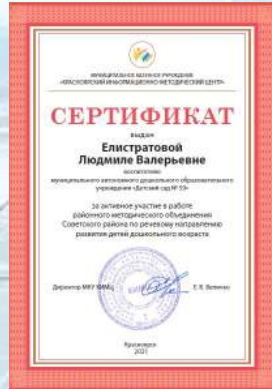 МУНИЦИПАЛЬНОЕ КАЗЕННОЕ УЧРЕЖДЕНИЕ
«КРАСНОЯРСКИЙ ИНФОРМАЦИОННО-МЕТОДИЧЕСКИЙ ЦЕНТР»
СЕРТИФИКАТ
ВЫДАН
Елистратовой
Людмиле Валерьевне
воспитателю
муниципального автономного дошкольного образовательного
учреждения «Детский сад № 59»
за активное участие в работе
районного методического объединения
Советского района по речевому направлению
развития детей дошкольного возраста
Директор МКУ КИМЦ
Е. В. Величко
Красноярск
2021